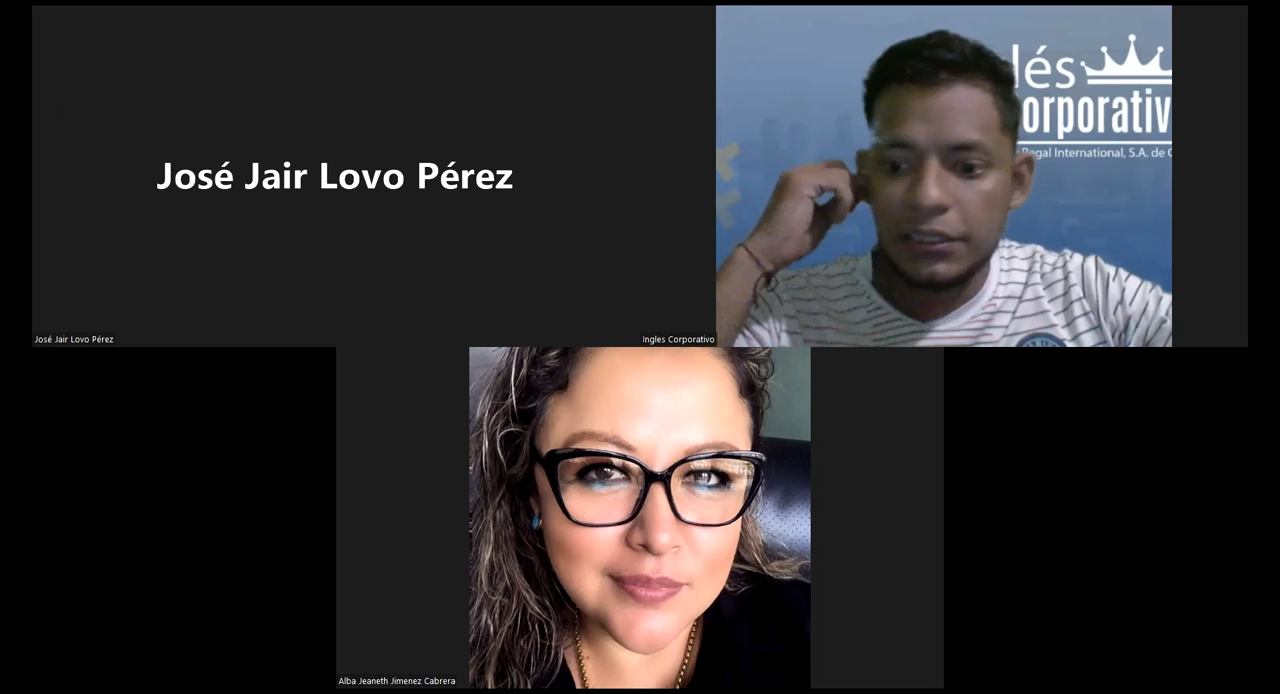 José Jair Lovo Pérez
lés
orporativ
Regal International, S.A. de C
José Jair Lovo Pérez
Ingles Corporativo
Alba Jeaneth Jimenez Cabrera